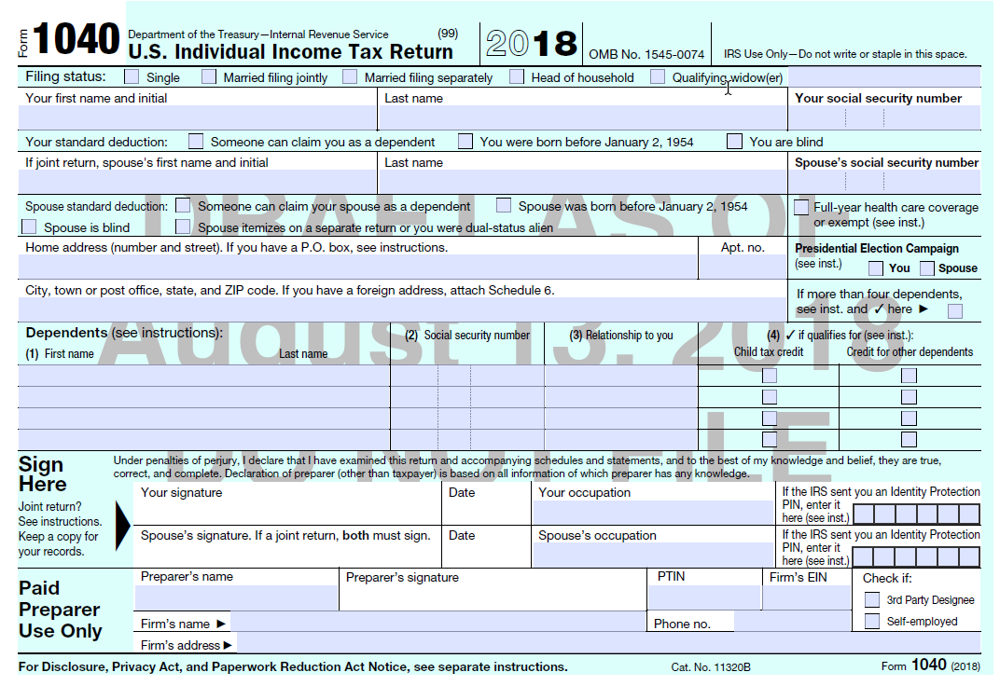 Form 1040 Department of the Treasury—Internal Revenue Service (99)
U.S. Individual Income Tax Return 2018 OMB No. 1545-0074 IRS Use Only—Do not write or staple in this space.
Filing status: Single Married filing jointly Married filing separately Head of household Qualifying widow(er)
Your first name and initial Last name Your social security number
Your standard deduction: Someone can claim you as a dependent You were born before January 2, 1954 You are blind
If joint return, spouse's first name and initial Last name Spouse's social security number
Spouse standard deduction: Someone can claim your spouse as a dependent Spouse was born before January 2, 1954
Spouse is blind Spouse itemizes on a separate return or you were dual-status alien
Full-year health care coverage
or exempt (see inst.)
DRAFT AS OF
Home address (number and street). If you have a P.O. box, see instructions. Apt. no.
Presidential Election Campaign
(see inst.) You Spouse
City, town or post office, state, and ZIP code. If you have a foreign address, attach Schedule 6.
If more than four dependents,
see inst. and ✓ here ►
August 13, 2018
Dependents (see instructions): (2) Social security number (3) Relationship to you (4) ✓ if qualifies for (see inst.):
(1) First name Last name Child tax credit Credit for other dependents
DO NOT FILE
Sign
Here
Under penalties of perjury, I declare that I have examined this return and accompanying schedules and statements, and to the best of my knowledge and belief, they are true,
correct, and complete. Declaration of preparer (other than taxpayer) is based on all information of which preparer has any knowledge.
Joint return?
See instructions.
Keep a copy for
your records.
Your signature Date Your occupation
If the IRS sent you an Identity Protection
PIN, enter it
here (see inst.)
Spouse's signature. If a joint return, both must sign. Date Spouse's occupation
If the IRS sent you an Identity Protection
PIN, enter it
here (see inst.)
Paid
Preparer
Use Only
Preparer's name Preparer's signature PTIN Firm's EIN Check if:
3rd Party Designee
Self-employed
Firm's name ► Phone no.
Firm's address ►
For Disclosure, Privacy Act, and Paperwork Reduction Act Notice, see separate instructions. Cat. No. 11320B Form 1040 (2018)